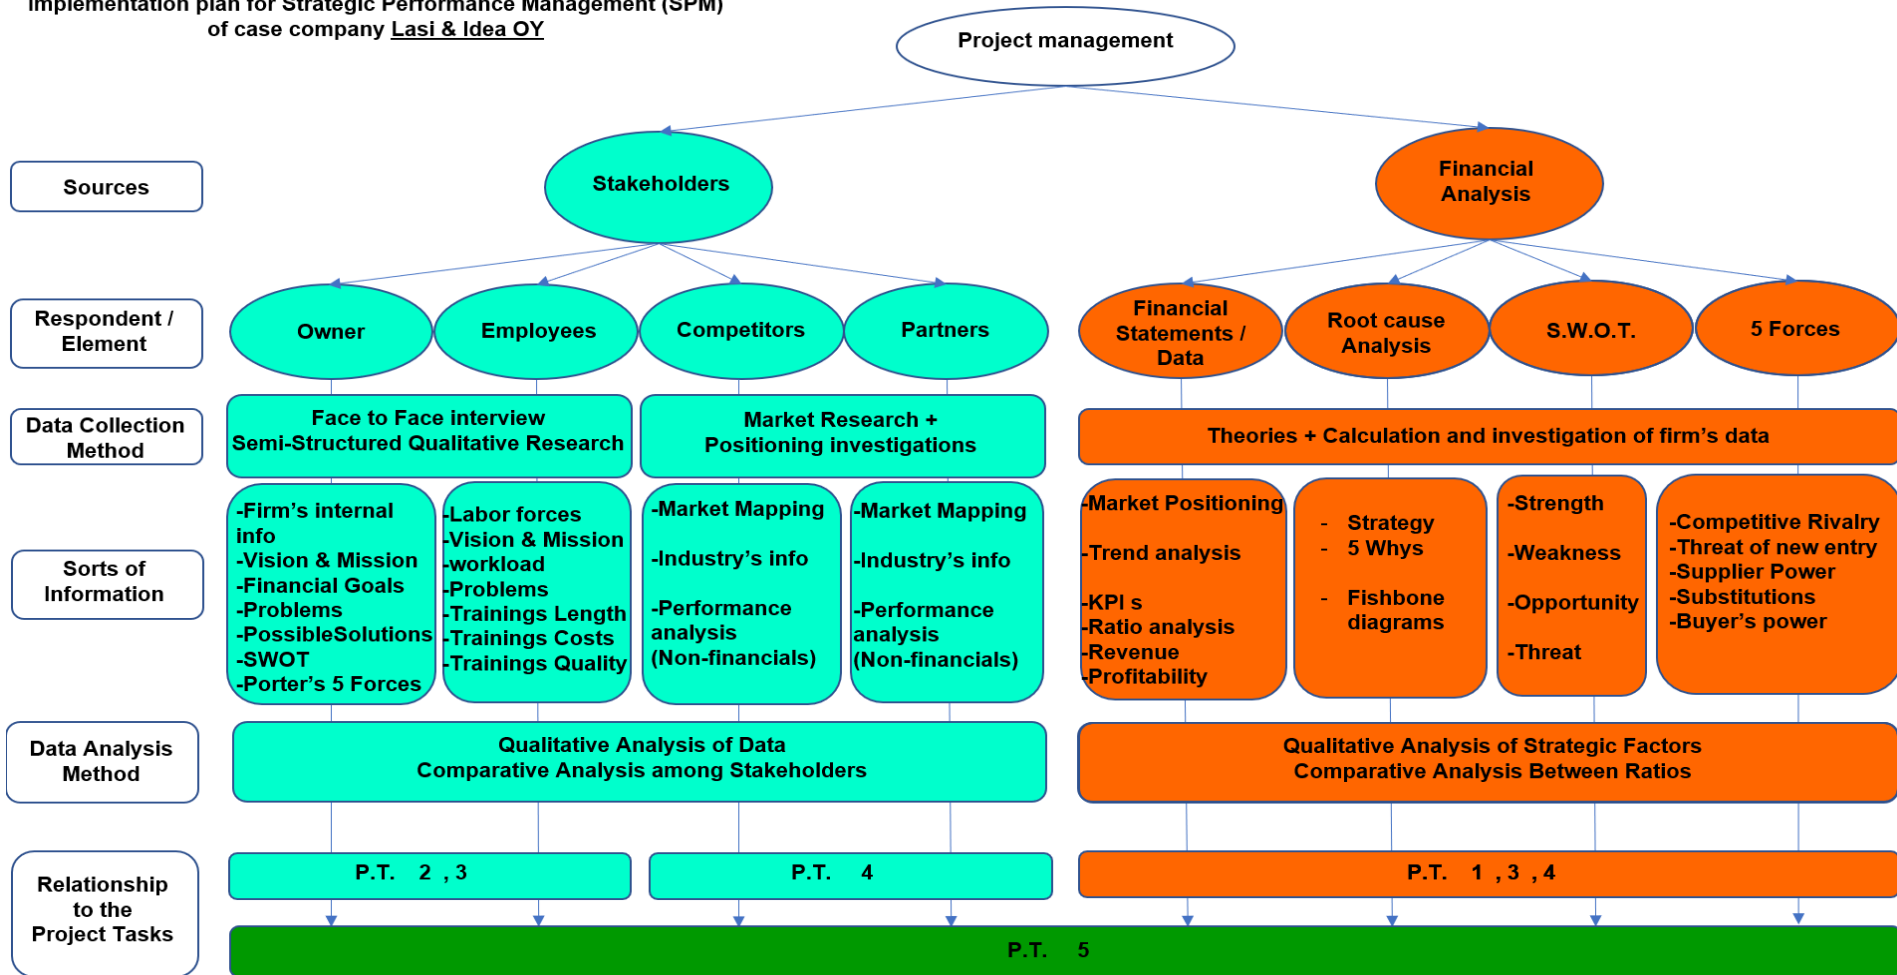 Implementation plan for Strategic Performance Management (SPM)
of case company Lasi & Idea OY
Project management
Sources
Stakeholders
Financial
Analysis
Respondent /
Element
Owner
Employees
Competitors
Partners
Financial
Statements /
Data
Root cause
Analysis
S.W.O.T.
5 Forces
Data Collection
Method
Face to Face interview
Semi-Structured Qualitative Research
Market Research +
Positioning investigations
Theories + Calculation and investigation of firm's data
Sorts of
Information
-Firm's internal
info
-Vision & Mission
-Financial Goals
-Problems
-PossibleSolutions
-SWOT
-Porter's 5 Forces
-Labor forces
-Vision & Mission
-workload
-Problems
-Trainings Length
-Trainings Costs
-Trainings Quality
-Market Mapping
-Industry's info
-Performance
analysis
(Non-financials)
-Market Mapping
-Industry's info
-Performance
analysis
(Non-financials)
-Market Positioning
-Trend analysis
-KPI s
-Ratio analysis
-Revenue
-Profitability
- Strategy
- 5 Whys
- Fishbone
diagrams
-Strength
-Weakness
-Opportunity
-Threat
-Competitive Rivalry
-Threat of new entry
-Supplier Power
-Substitutions
-Buyer's power
Data Analysis
Method
Qualitative Analysis of Data
Comparative Analysis among Stakeholders
Qualitative Analysis of Strategic Factors
Comparative Analysis Between Ratios
Relationship
to the
Project Tasks
P.T. 2 , 3
P.T. 4
P.T. 1 , 3 , 4
P.T. 5